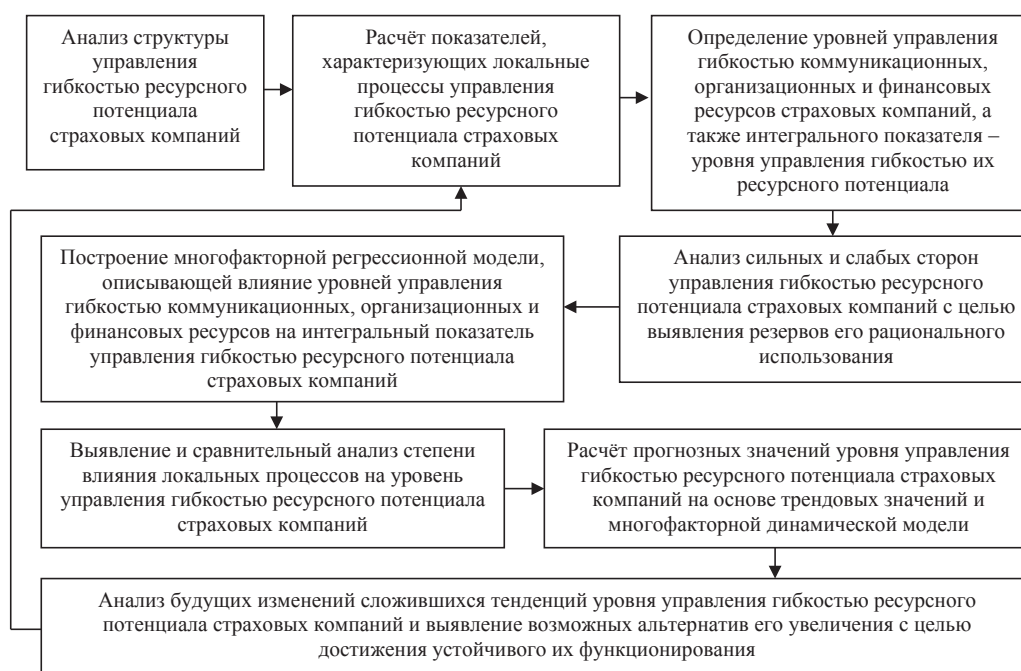 Анализ структуры
управления
гибкостью ресурсного
потенциала
страховых компаний
Расчёт показателей,
характеризующих локальные
процессы управления
гибкостью ресурсного
потенциала страховых
компаний
Определение уровней управления
гибкостью коммуникационных,
организационных и финансовых
ресурсов страховых компаний, а
также интегрального показателя –
уровня управления гибкостью их
ресурсного потенциала
Анализ сильных и слабых сторон
управления гибкостью ресурсного
потенциала страховых компаний с целью
выявления резервов его рационального
использования
Построение многофакторной регрессионной модели,
описывающей влияние уровней управления
гибкостью коммуникационных, организационных и
финансовых ресурсов на интегральный показатель
управления гибкостью ресурсного потенциала
страховых компаний
Выявление и сравнительный анализ степени
влияния локальных процессов на уровень
управления гибкостью ресурсного потенциала
страховых компаний
Расчёт прогнозных значений уровня управления
гибкостью ресурсного потенциала страховых
компаний на основе трендовых значений и
многофакторной динамической модели
Анализ будущих изменений сложившихся тенденций уровня управления гибкостью ресурсного
потенциала страховых компаний и выявление возможных альтернатив его увеличения с целью
достижения устойчивого их функционирования